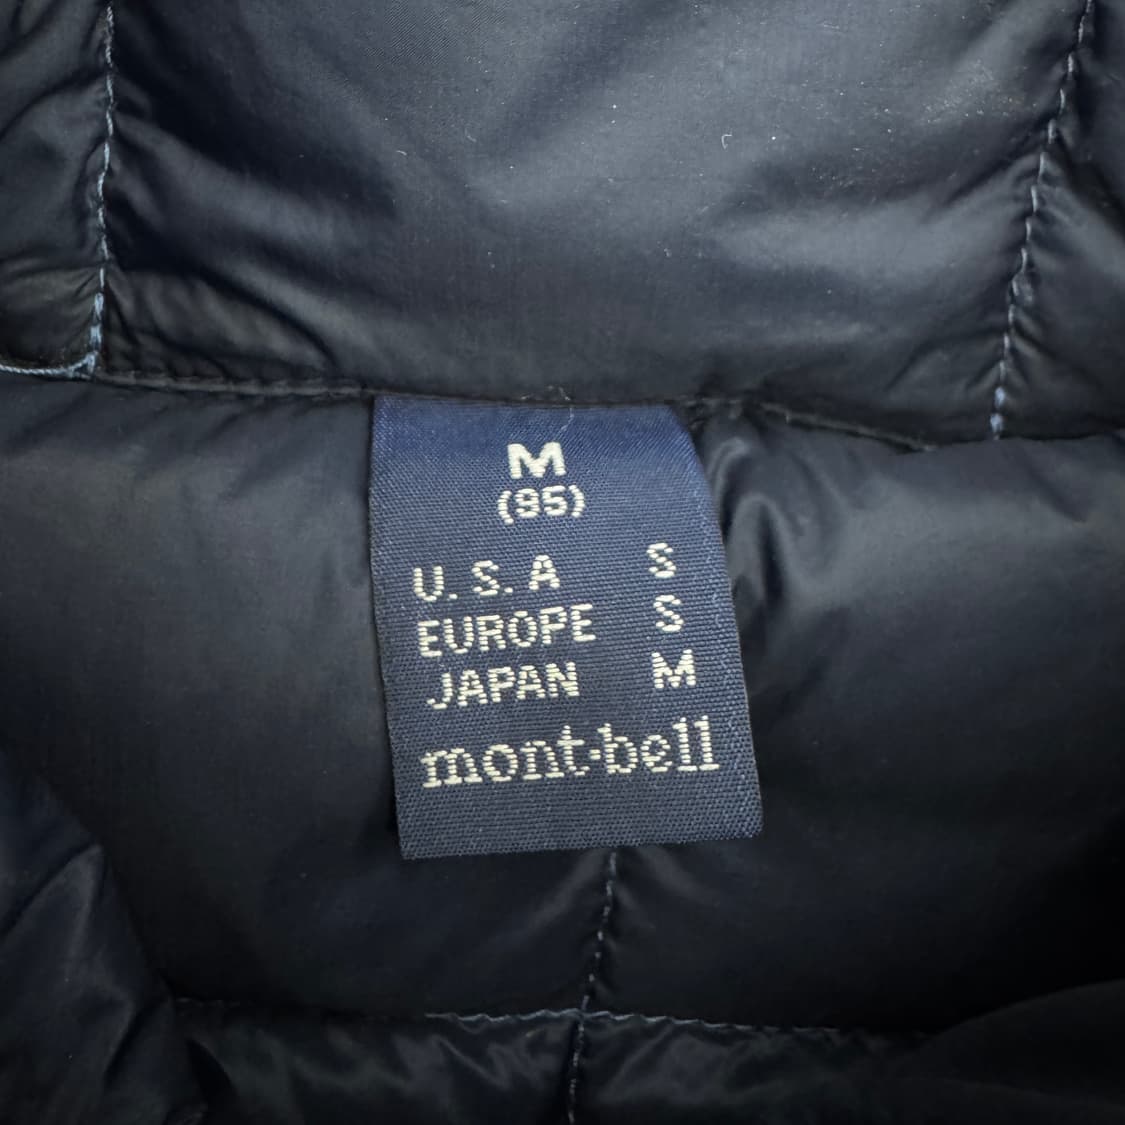 M
(95)
U.S.A S
EUROPE S
JAPAN M
mont-bell